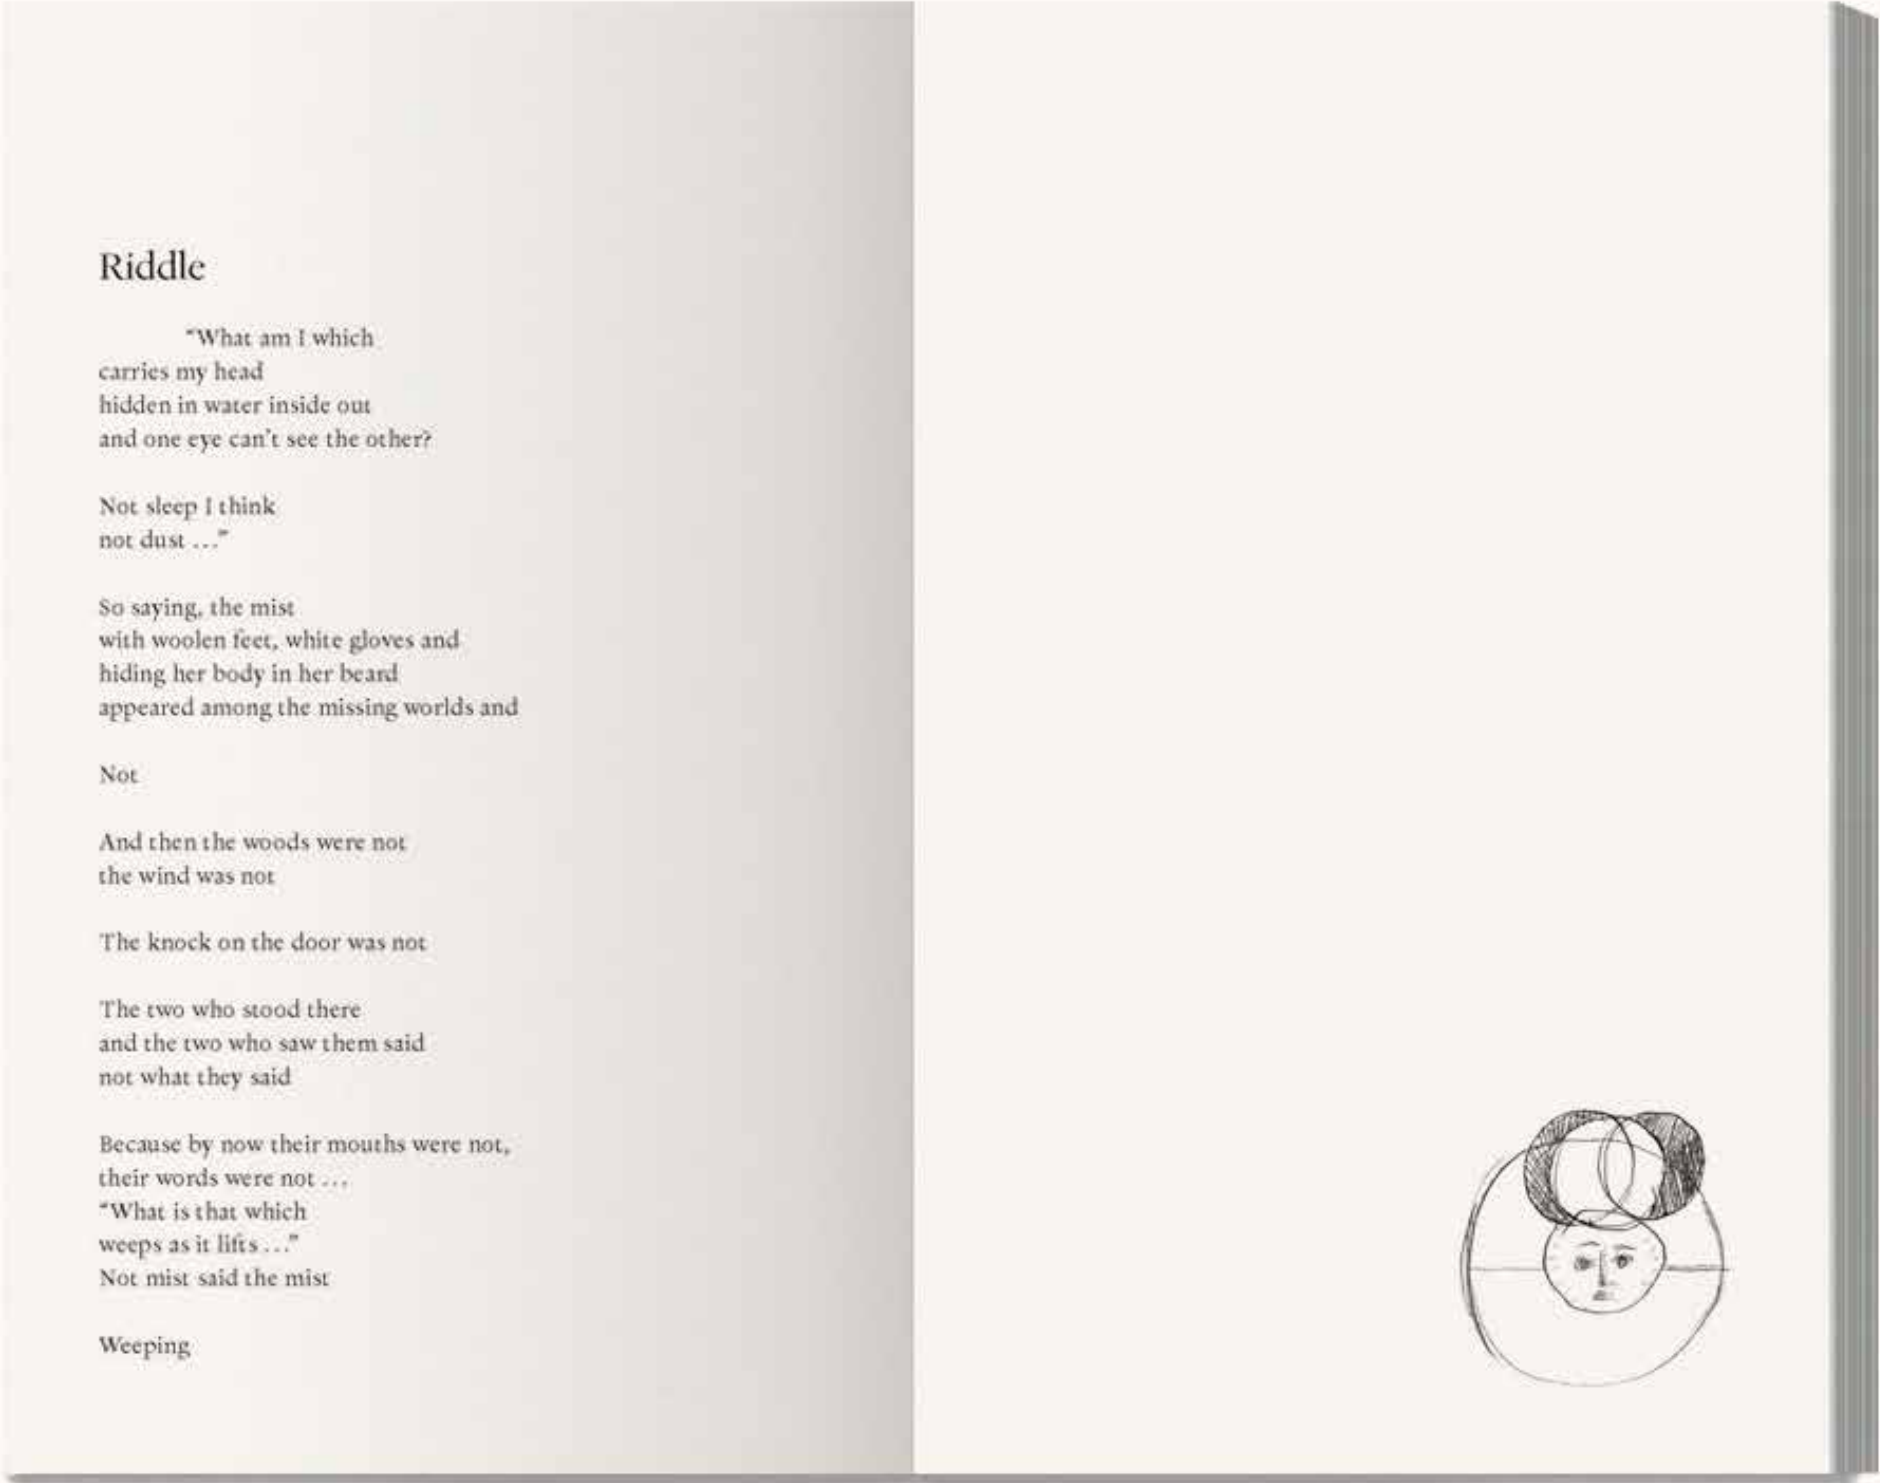 Riddle
“What am I which
carries my head
hidden in water inside out
and one eye can’t see the other?
Not sleep I think
not dust …”
So saying, the mist
with woolen feet, white gloves and
hiding her body in her beard
appeared among the missing worlds and
Not
And then the woods were not
the wind was not
The knock on the door was not
The two who stood there
and the two who saw them said
not what they said
Because by now their mouths were not,
their words were not …
“What is that which
weeps as it lifts …”
Not mist said the mist
Weeping